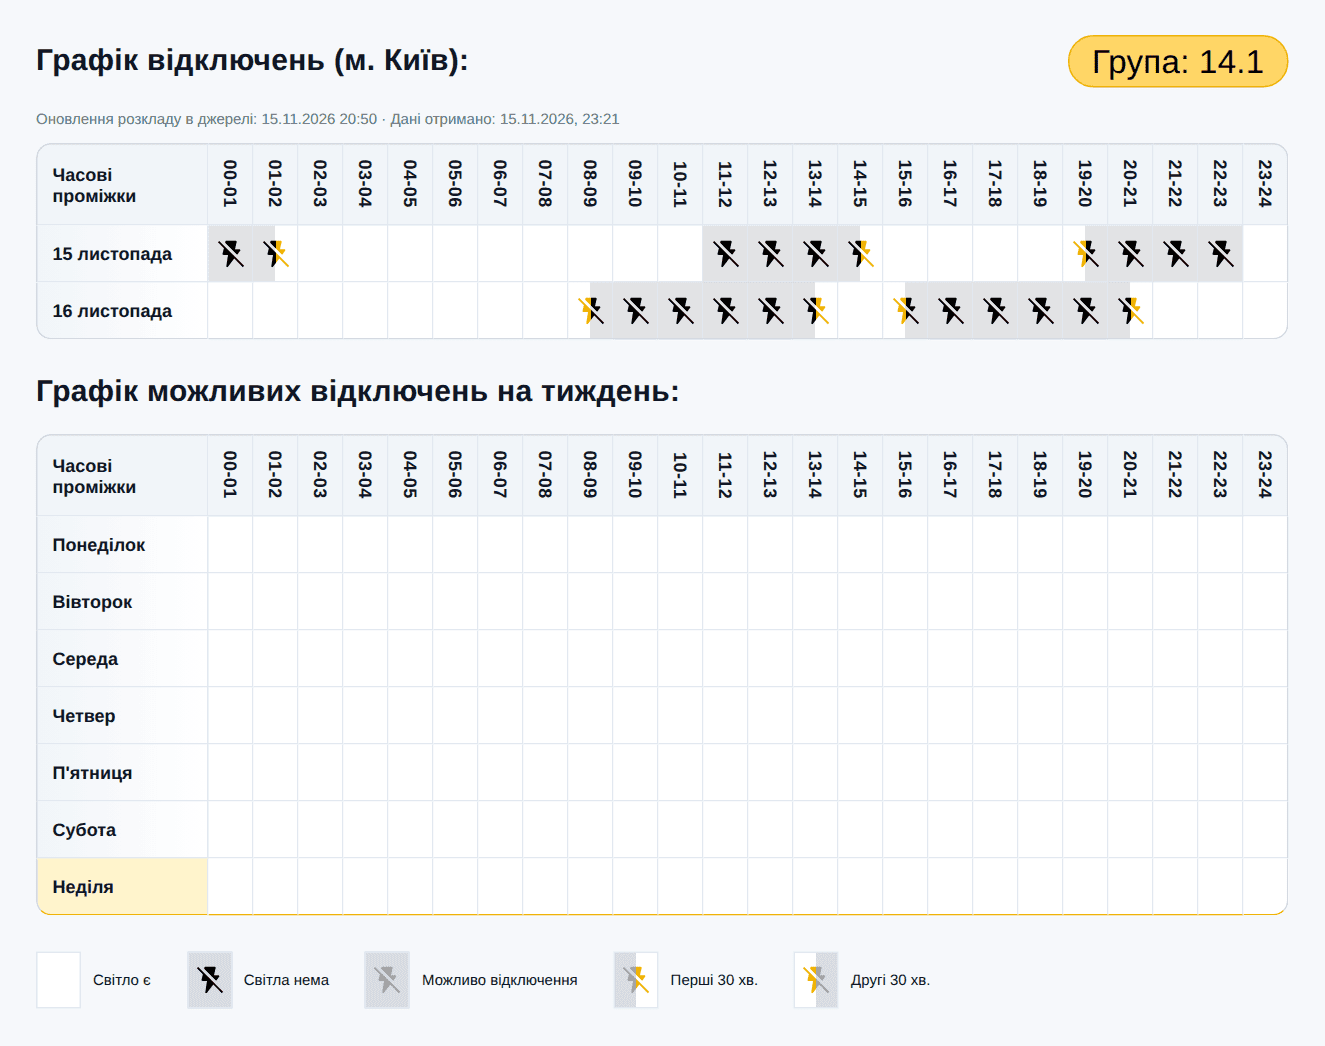 Графік відключень (м. Київ):
Група: 14.1
Оновлення розкладу в джерелі: 15.11.2026 20:50 · Дані отримано: 15.11.2026, 23:21
Часові
проміжки
00-01 01-02 02-03 03-04 04-05 05-06 06-07 07-08 08-09 09-10 10-11 11-12 12-13 13-14 14-15 15-16 16-17 17-18 18-19 19-20 20-21 21-22 22-23 23-24
15 листопада
16 листопада
Графік можливих відключень на тиждень:
Часові
проміжки
00-01 01-02 02-03 03-04 04-05 05-06 06-07 07-08 08-09 09-10 10-11 11-12 12-13 13-14 14-15 15-16 16-17 17-18 18-19 19-20 20-21 21-22 22-23 23-24
Понеділок
Вівторок
Середа
Четвер
П'ятниця
Субота
Неділя
Світло є
Світла нема
Можливо відключення
Перші 30 хв.
Другі 30 хв.